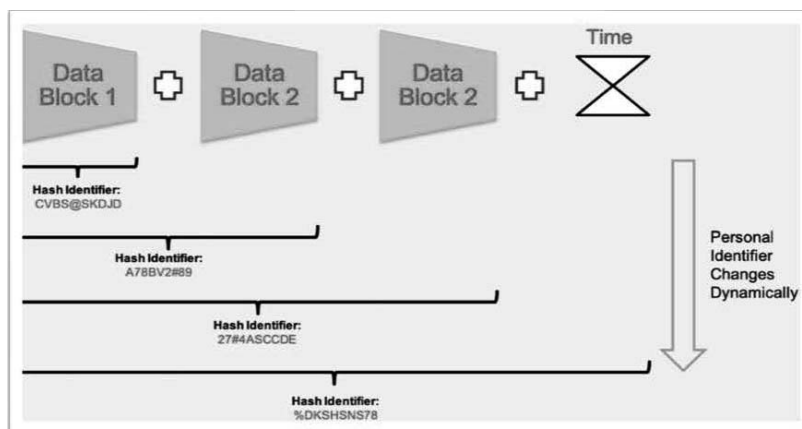 Time
Data
Block 1
Data
Block 2
Data
Block 2
Hash Identifier:
CVBS@SKDJD
Hash Identifier:
A78BV2#89
Hash Identifier:
27#4ASCCDE
Hash Identifier:
%DKSHSNS78
Personal
Identifier
Changes
Dynamically